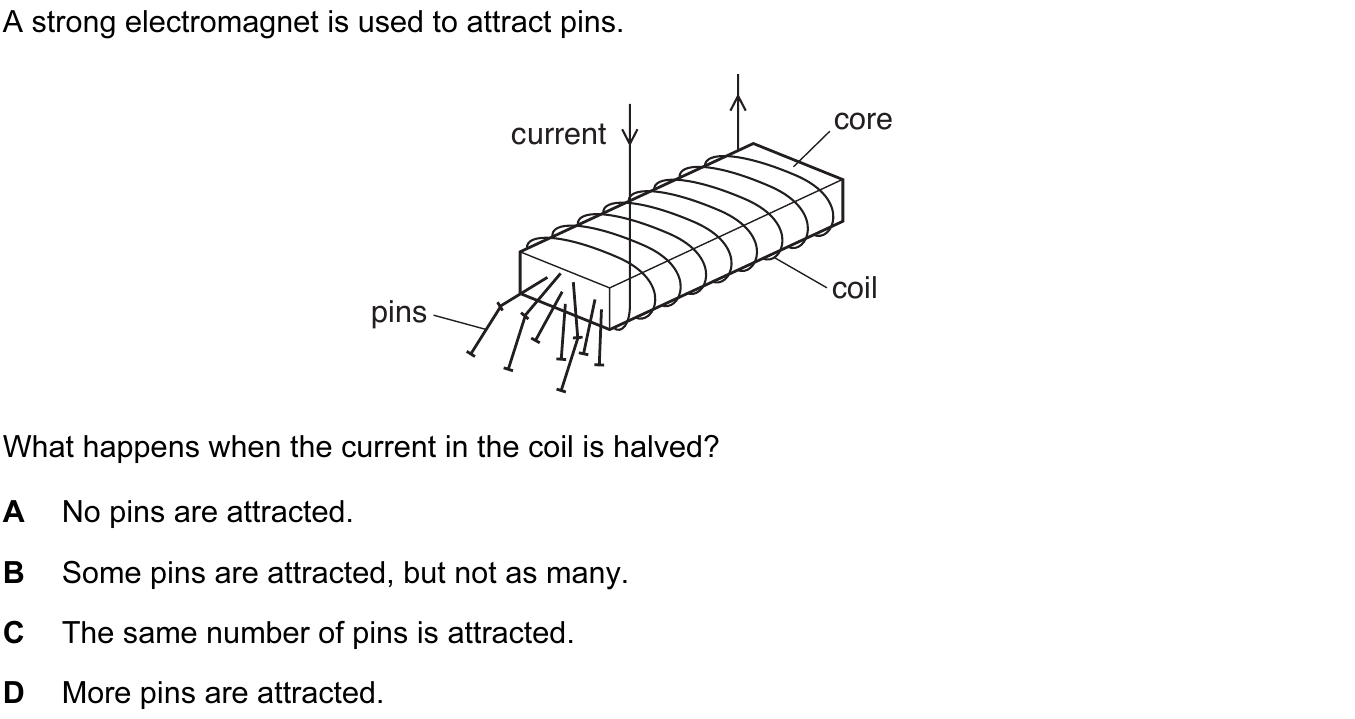 A strong electromagnet is used to attract pins.
current
core
coil
pins
What happens when the current in the coil is halved?
A No pins are attracted.
B Some pins are attracted, but not as many.
C The same number of pins is attracted.
D More pins are attracted.